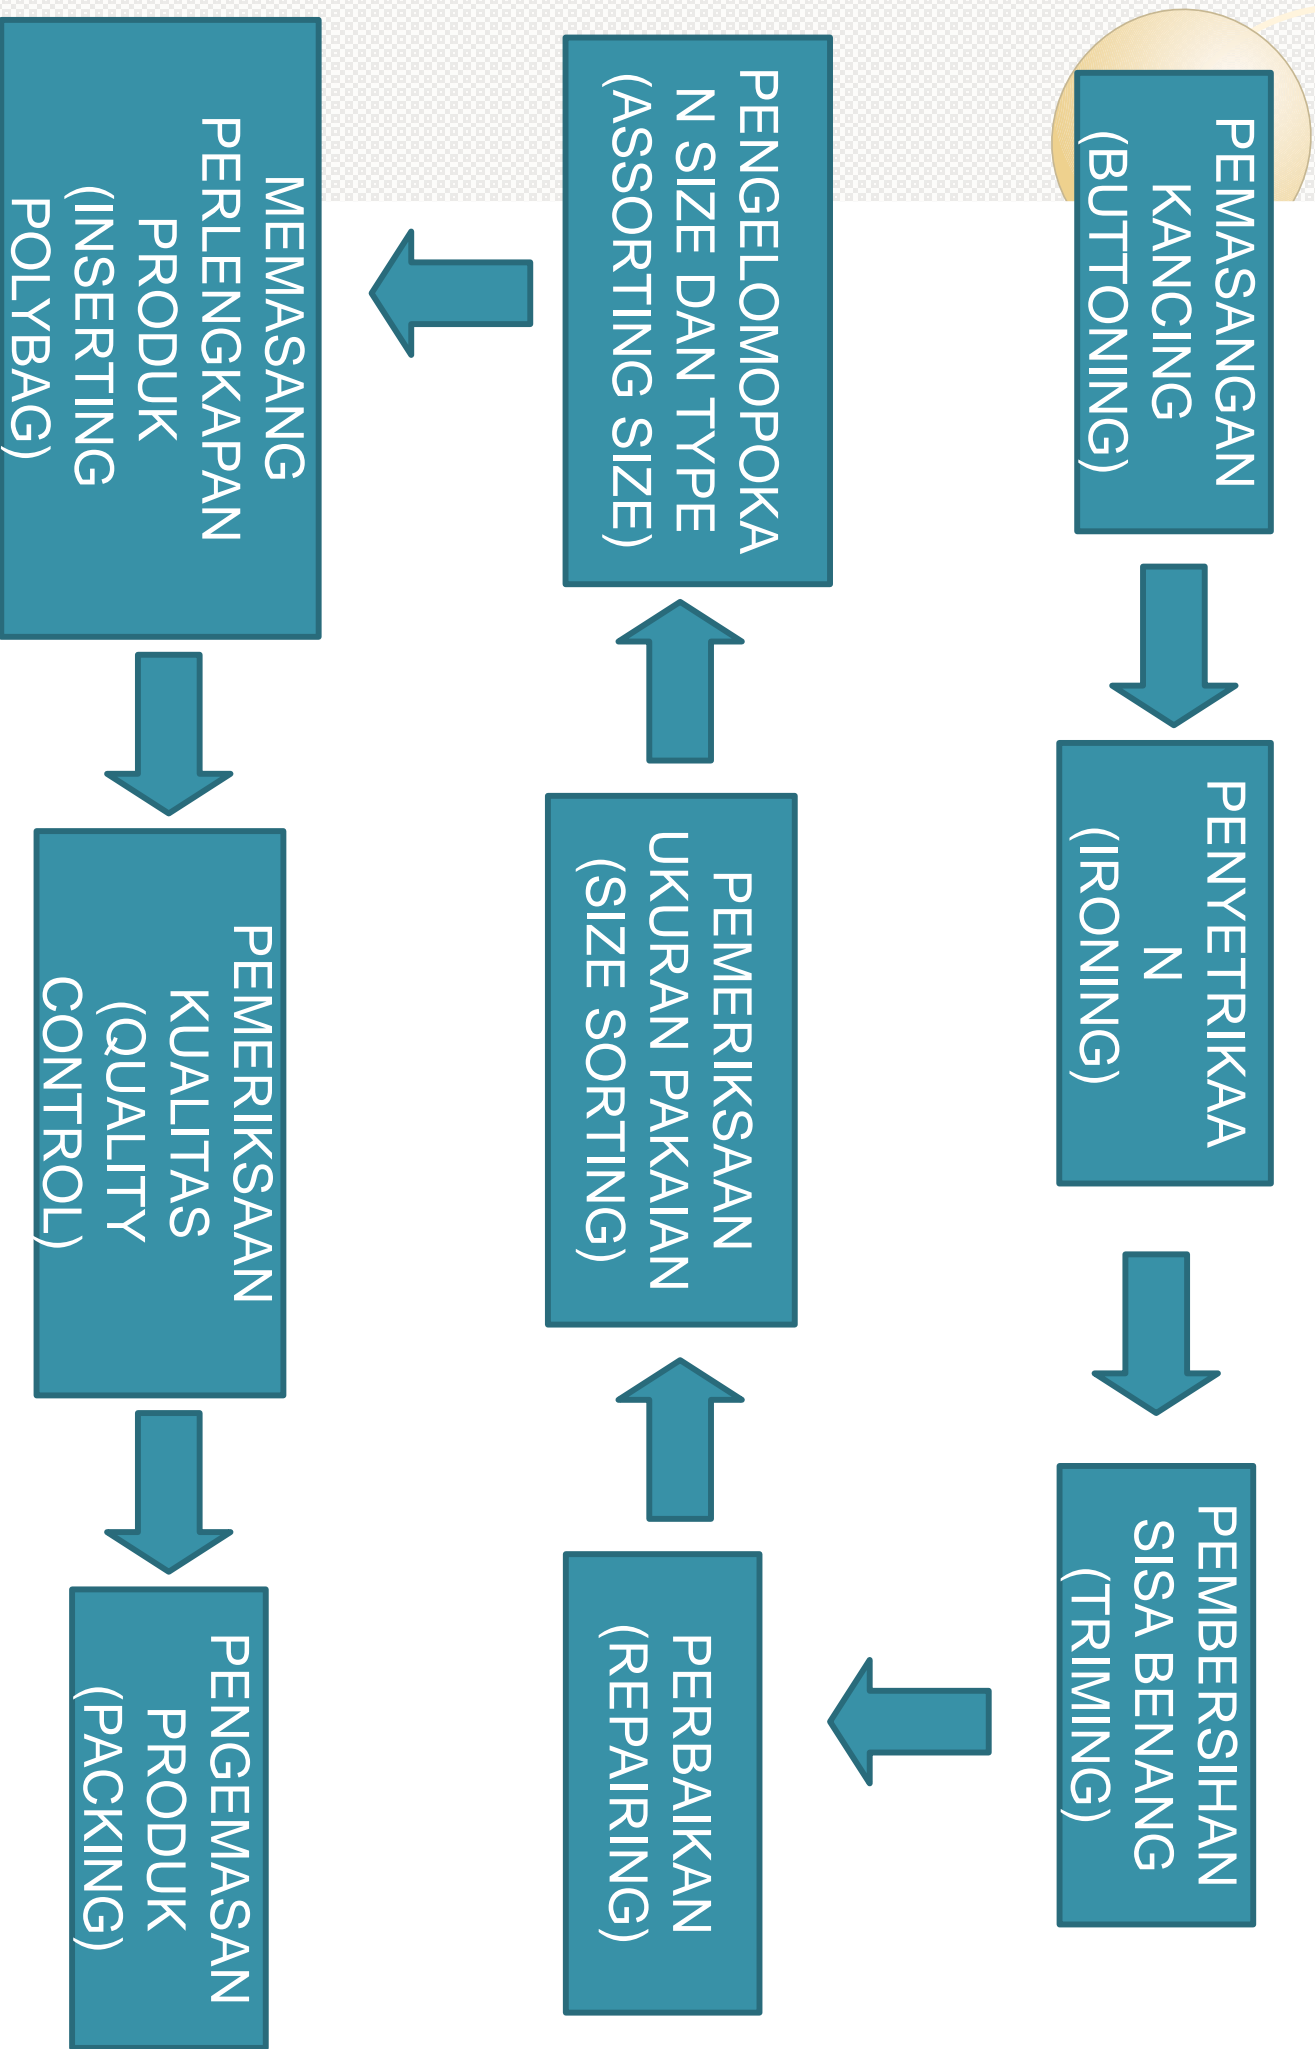 PEMASANGAN
KANCING
(BUTTONING)
PENYETRIKAA
N
(IRONING)
PEMBERSIHAN
SISA BENANG
(TRIMING)
PERBAIKAN
(REPAIRING)
PEMERIKSAAN
UKURAN PAKAIAN
(SIZE SORTING)
PENGELOMOPOKA
N SIZE DAN TYPE
(ASSORTING SIZE)
MEMASANG
PERLENGKAPAN
PRODUK
(INSERTING
POLYBAG)
PEMERIKSAAN
KUALITAS
(QUALITY
CONTROL)
PENGEMASAN
PRODUK
(PACKING)